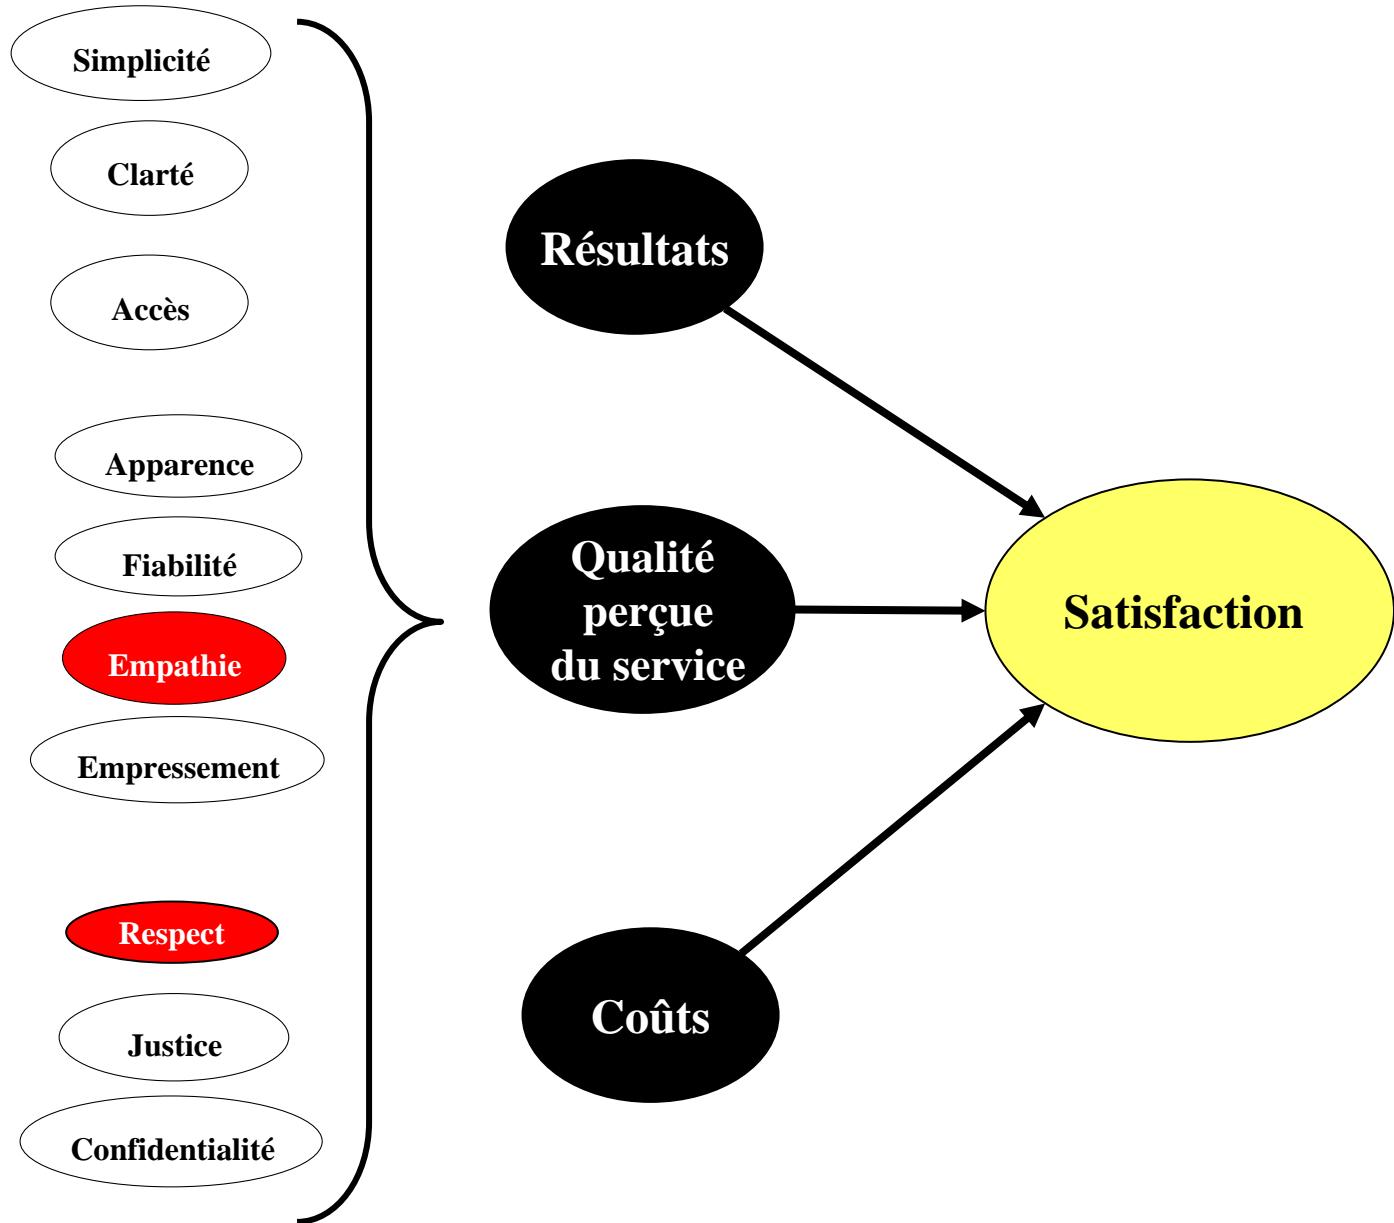 Simplicité
Clarté
Accès
Apparence
Fiabilité
Empathie
Empressement
Respect
Justice
Confidentialité
Résultats
Qualité
perçue
du service
Coûts
Satisfaction